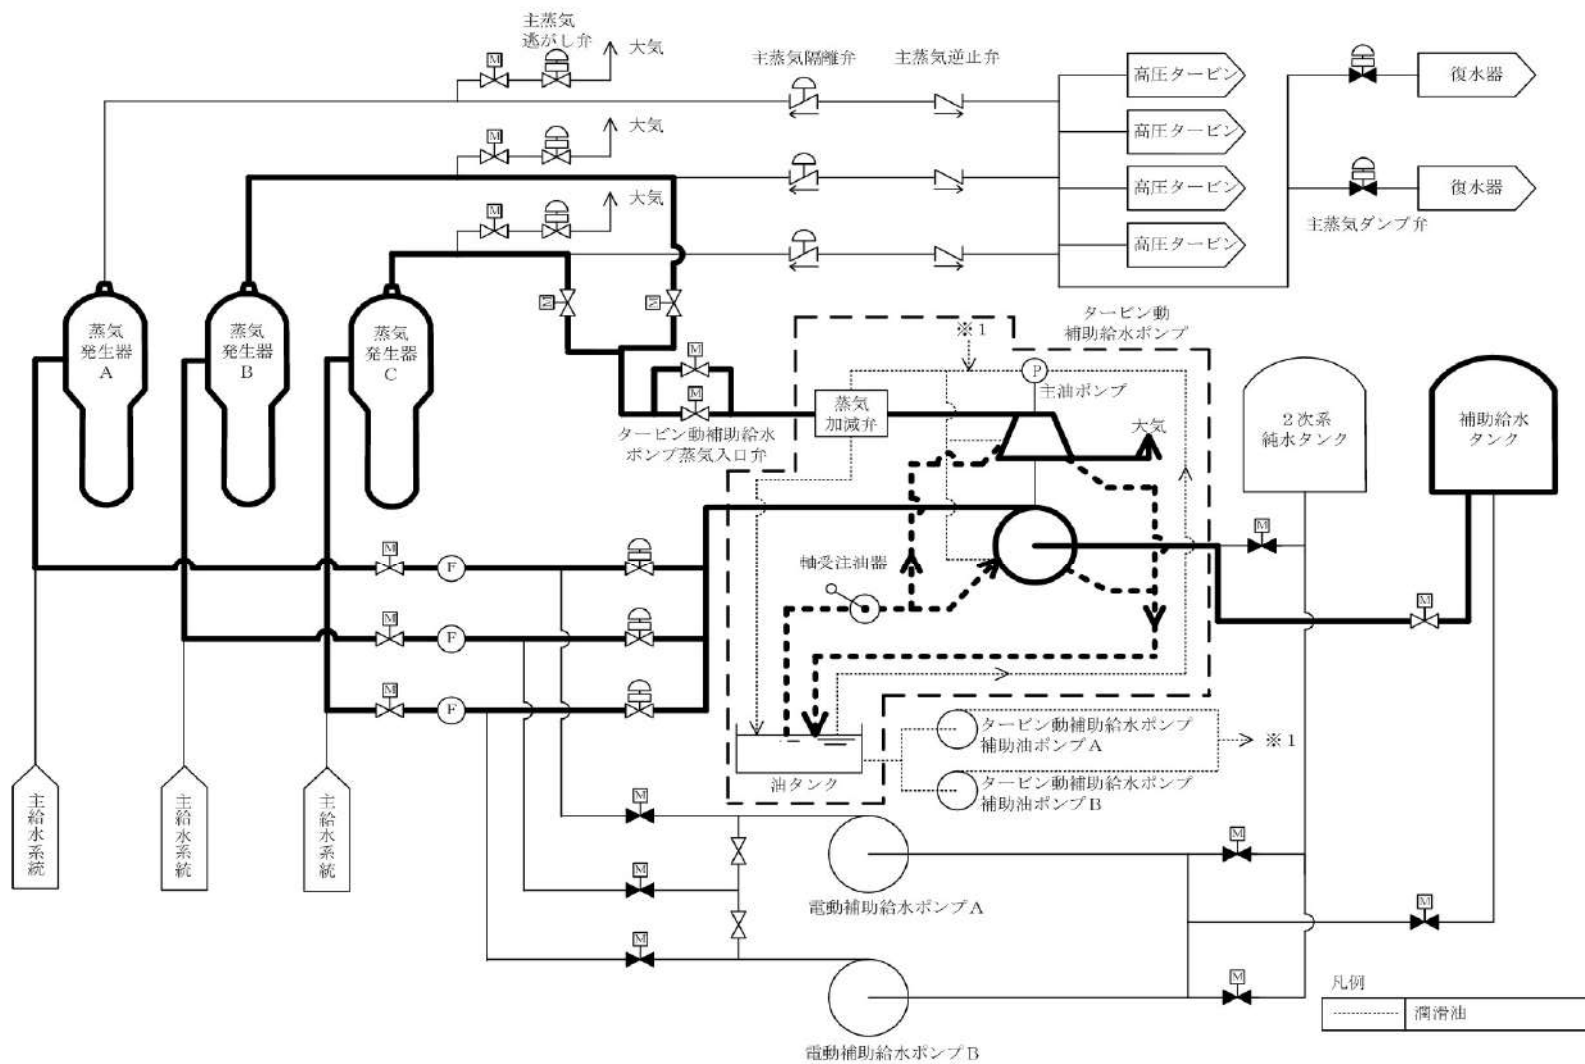 主蒸気
逃がし弁
大気
M
主蒸気隔離弁
主蒸気逆止弁
高圧タービン
復水器
M
大気
高圧タービン
M
大気
高圧タービン
復水器
主蒸気ダンプ弁
高圧タービン
蒸気
発生器
A
蒸気
発生器
B
蒸気
発生器
C
M
M
タービン動
補助給水ポンプ
※1
M
P
主油ポンプ
蒸気
加減弁
M
タービン動補助給水
ポンプ蒸気入口弁
大気
2次系
純水タンク
補助給水
タンク
M
M
F
軸受注油器
M
M
F
M
F
タービン動補助給水ポンプ
補助油ポンプA
※1
タービン動補助給水ポンプ
補助油ポンプB
油タンク
主給水系統
主給水系統
主給水系統
M
M
M
電動補助給水ポンプA
M
M
M
M
電動補助給水ポンプB
凡例
潤滑油